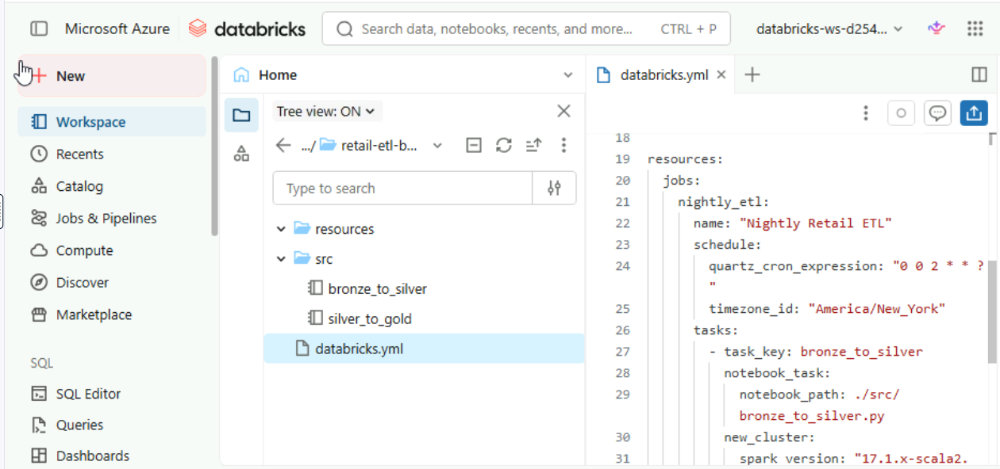 Microsoft Azure databricks Search data, notebooks, recents, and more... CTRL + P databricks-ws-d254...
New
Workspace
Recents
Catalog
Jobs & Pipelines
Compute
Discover
Marketplace
SQL
SQL Editor
Queries
Dashboards
Home
Tree view: ON
.../ retail-etl-b...
Type to search
resources
src
bronze_to_silver
silver_to_gold
databricks.yml
databricks.yml
18
19 resources:
20 jobs:
21 nightly_etl:
22 name: "Nightly Retail ETL"
23 schedule:
24 quartz_cron_expression: "0 0 2 * * ?
"
25 timezone_id: "America/New_York"
26 tasks:
27 - task_key: bronze_to_silver
28 notebook_task:
29 notebook_path: ./src/
bronze_to_silver.py
30 new_cluster:
31 spark_version: "17.1.x-scala2.